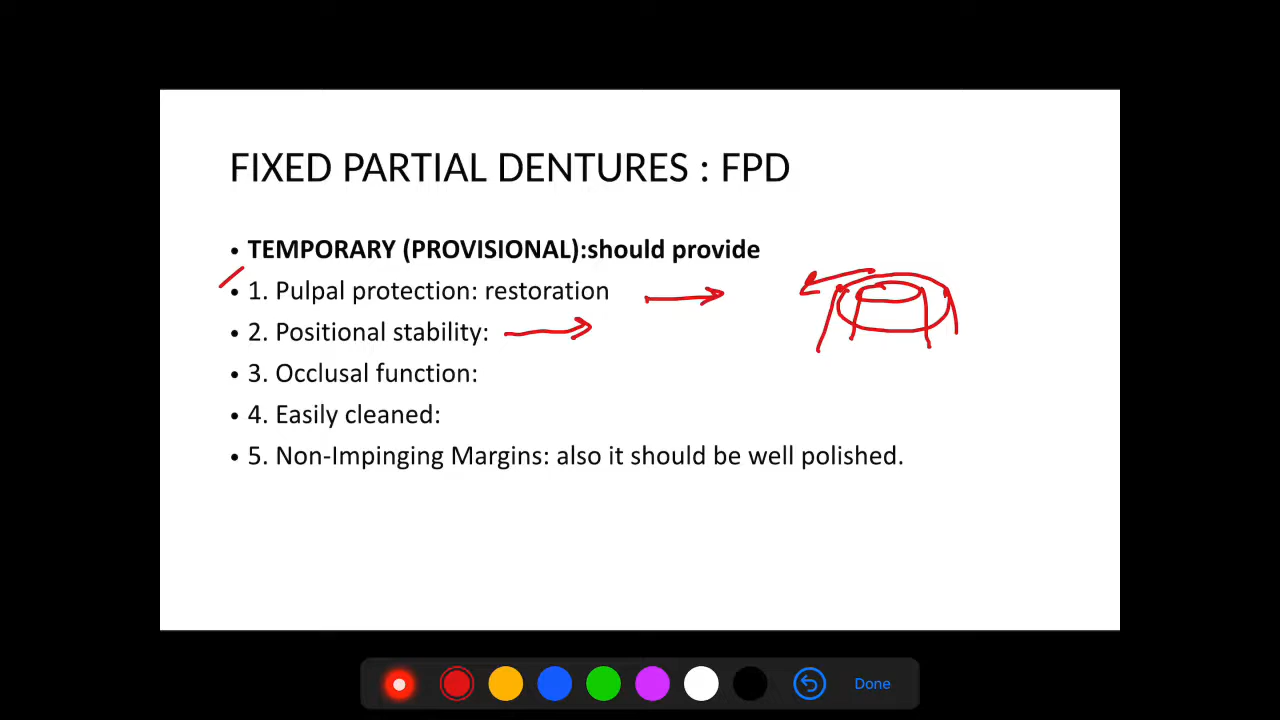 FIXED PARTIAL DENTURES : FPD
• TEMPORARY (PROVISIONAL):should provide
• 1. Pulpal protection: restoration
• 2. Positional stability:
• 3. Occlusal function:
• 4. Easily cleaned:
• 5. Non-Impinging Margins: also it should be well polished.
Done